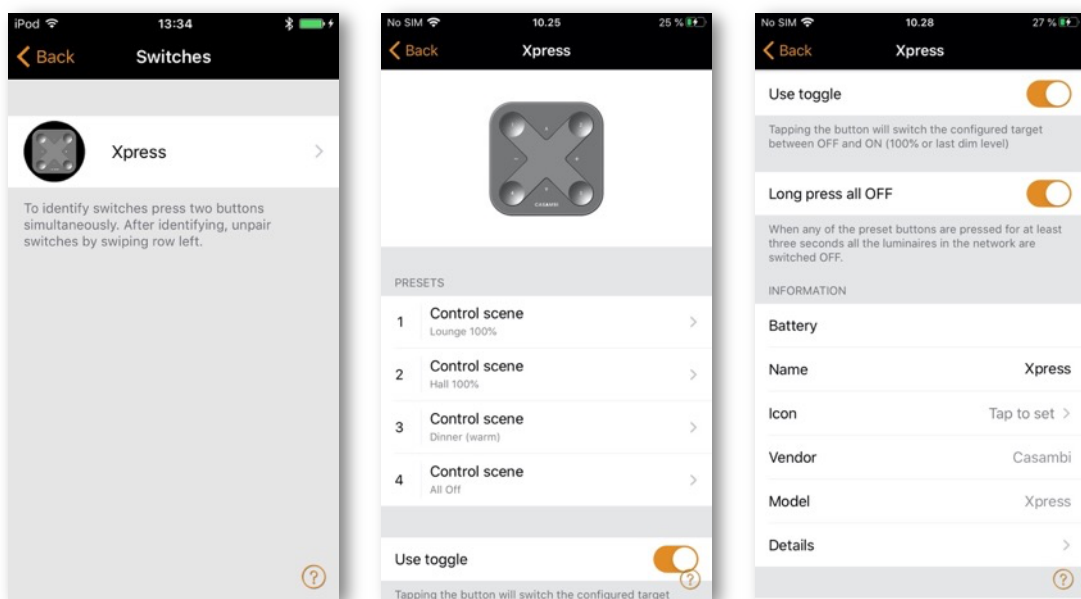 iPod 13:34
Back Switches
Xpress
To identify switches press two buttons
simultaneously. After identifying, unpair
switches by swiping row left.
?
No SIM 10.25 25 %
Back Xpress
CASAMBI
PRESETS
1 Control scene
Lounge 100%
2 Control scene
Hall 100%
3 Control scene
Dinner (warm)
4 Control scene
All Off
Use toggle
?
Tapping the button will switch the configured target
No SIM 10.28 27 %
Back Xpress
Use toggle
Tapping the button will switch the configured target
between OFF and ON (100% or last dim level)
Long press all OFF
When any of the preset buttons are pressed for at least
three seconds all the luminaires in the network are
switched OFF.
INFORMATION
Battery
Name Xpress
Icon Tap to set
Vendor Casambi
Model Xpress
Details
?